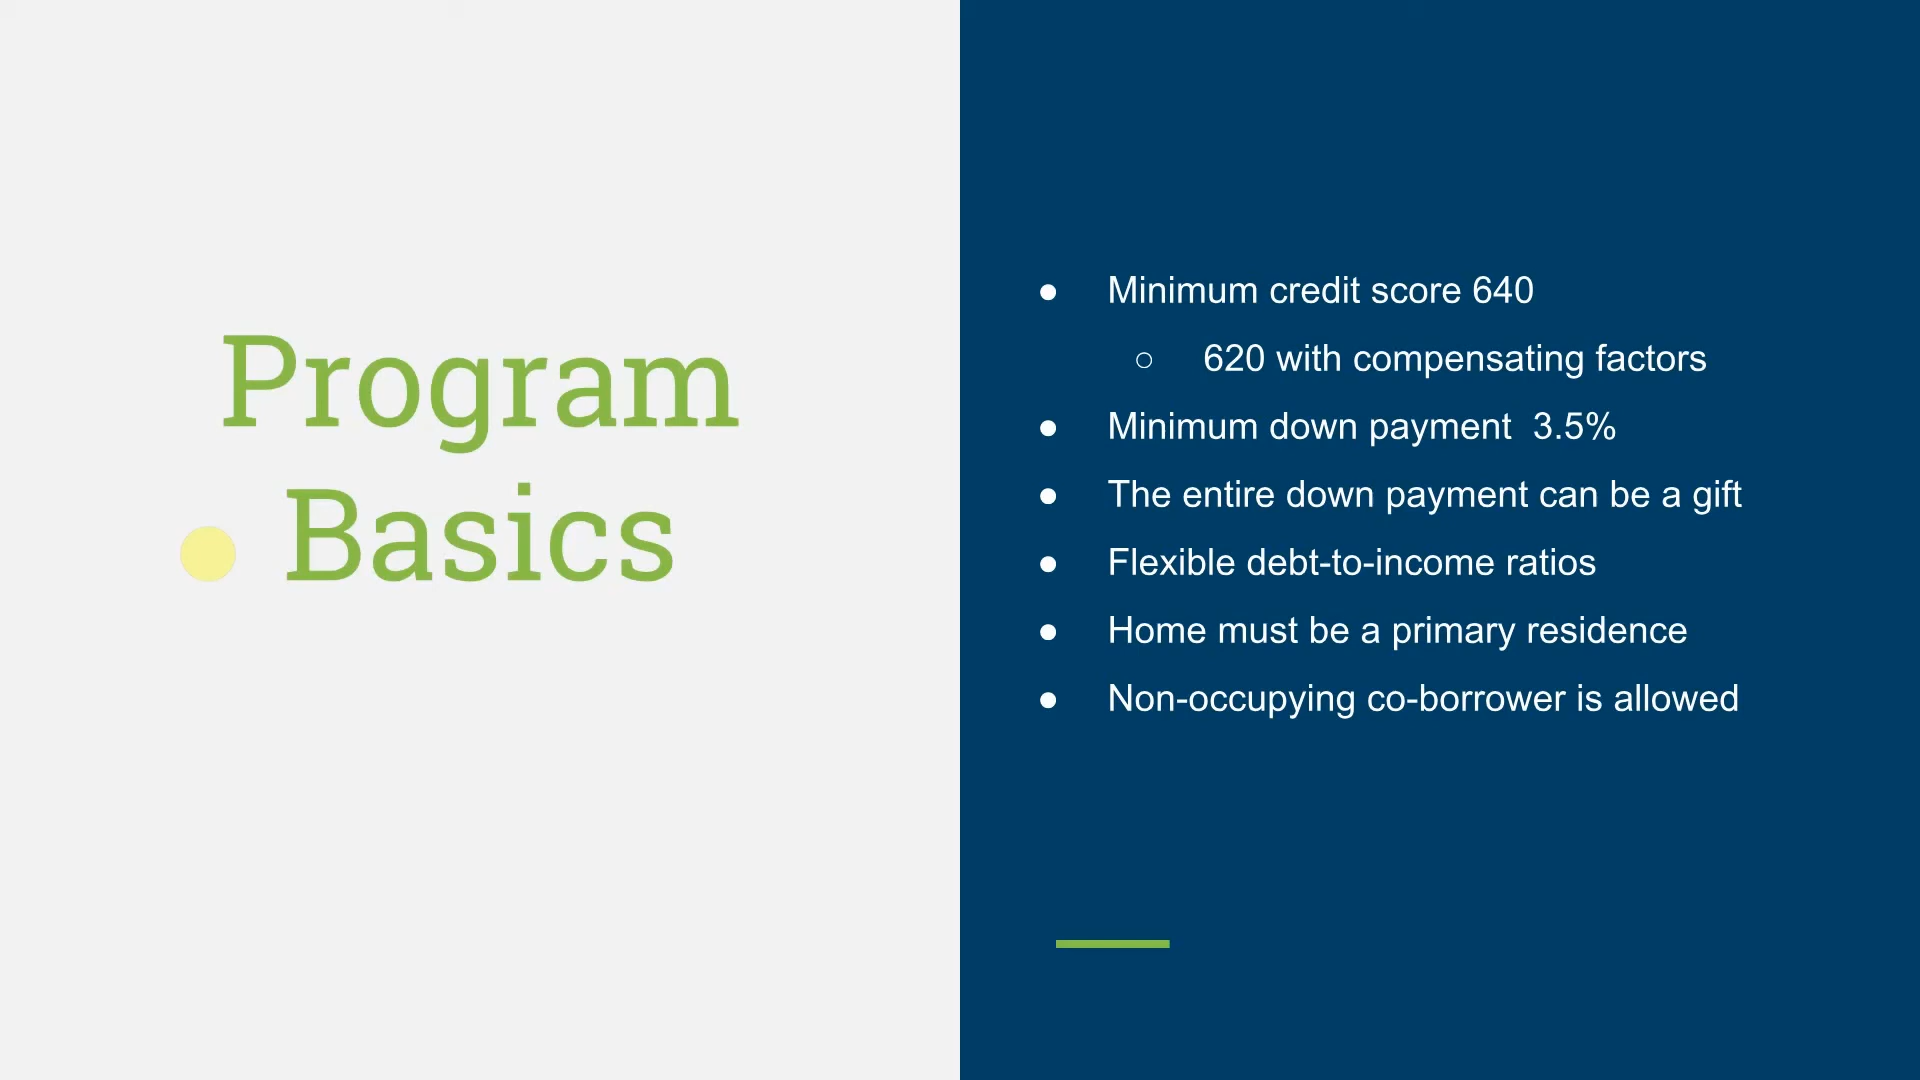 Program
Basics
● Minimum credit score 640
○ 620 with compensating factors
● Minimum down payment  3.5%
● The entire down payment can be a gift
● Flexible debt-to-income ratios
● Home must be a primary residence
● Non-occupying co-borrower is allowed